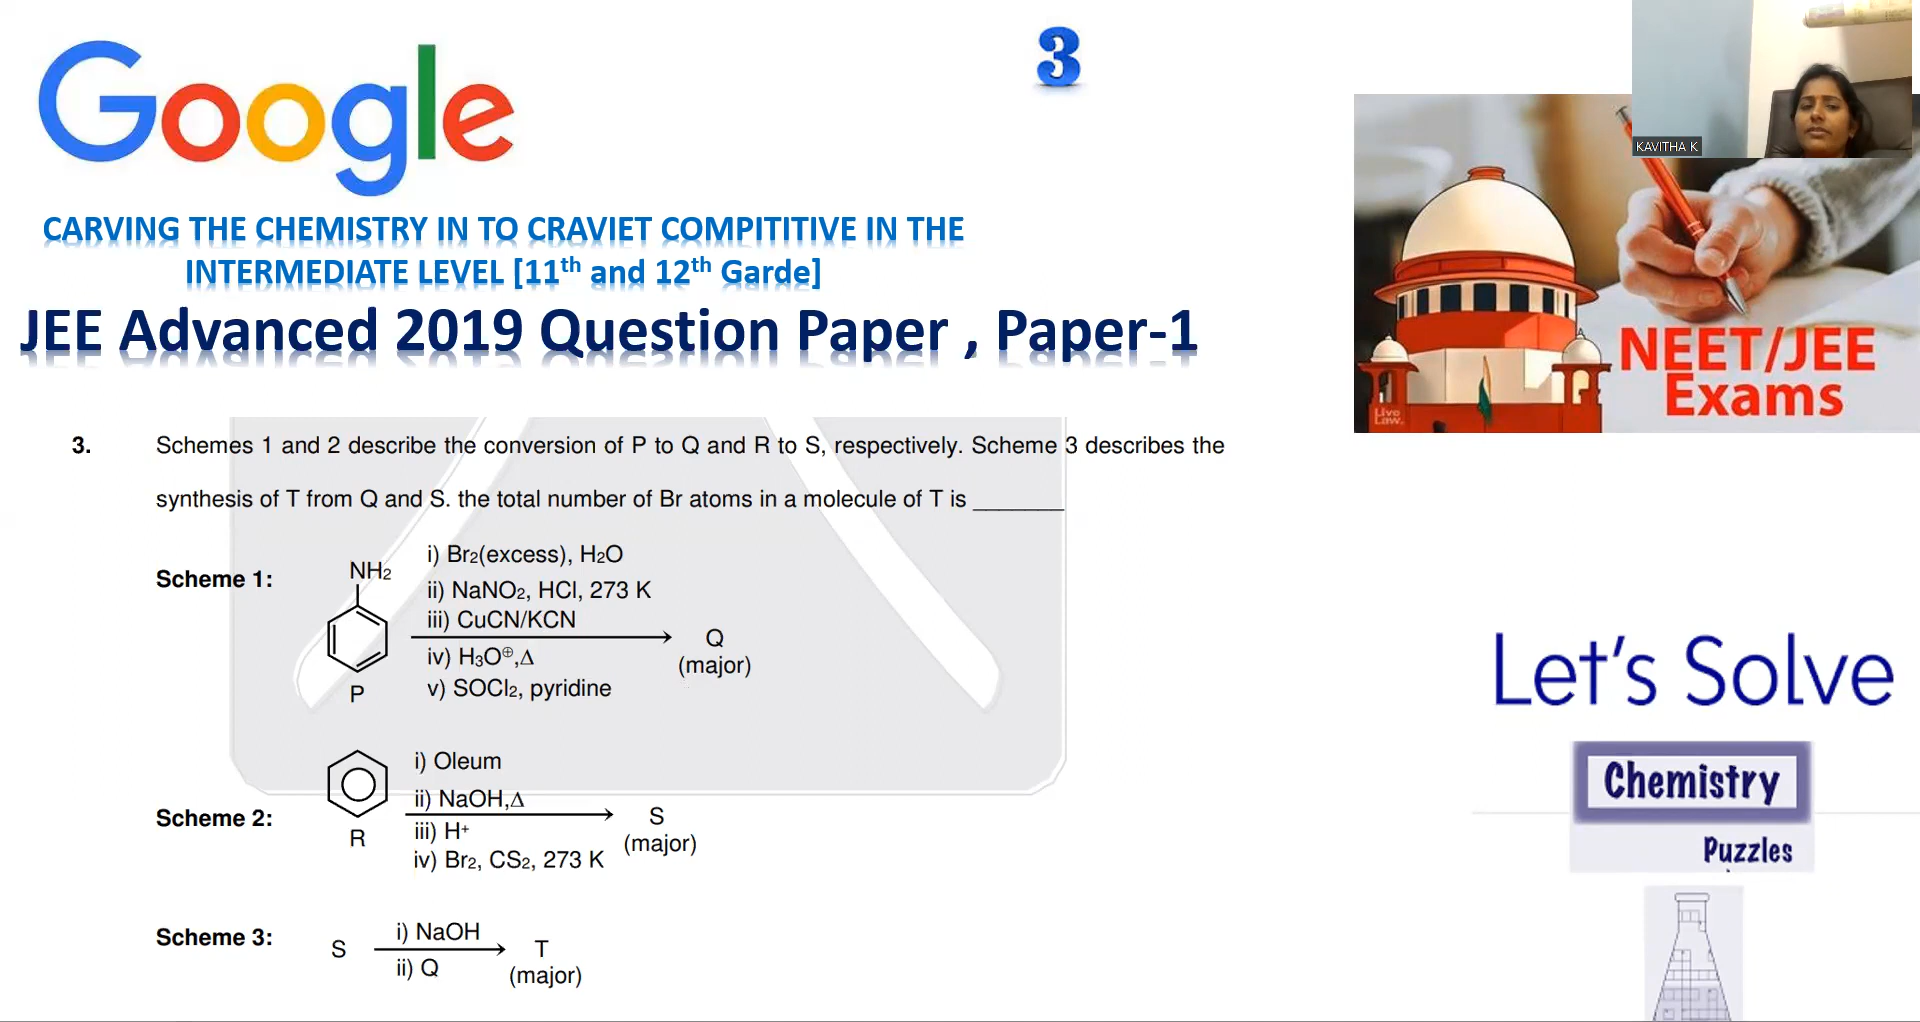 Google
3
KAVITHA K
CARVING THE CHEMISTRY IN TO CRAVIET COMPITITIVE IN THE
INTERMEDIATE LEVEL [11th and 12th Garde]
JEE Advanced 2019 Question Paper , Paper-1
NEET/JEE
Exams
Live
Law.
3. Schemes 1 and 2 describe the conversion of P to Q and R to S, respectively. Scheme 3 describes the
synthesis of T from Q and S. the total number of Br atoms in a molecule of T is _______
Scheme 1:
NH2
P
i) Br2(excess), H2O
ii) NaNO2, HCl, 273 K
iii) CuCN/KCN
iv) H3O⊕,Δ
v) SOCl2, pyridine
Q
(major)
Scheme 2:
R
i) Oleum
ii) NaOH,Δ
iii) H+
iv) Br2, CS2, 273 K
S
(major)
Scheme 3:
S
i) NaOH
ii) Q
T
(major)
Let's Solve
Chemistry
Puzzles